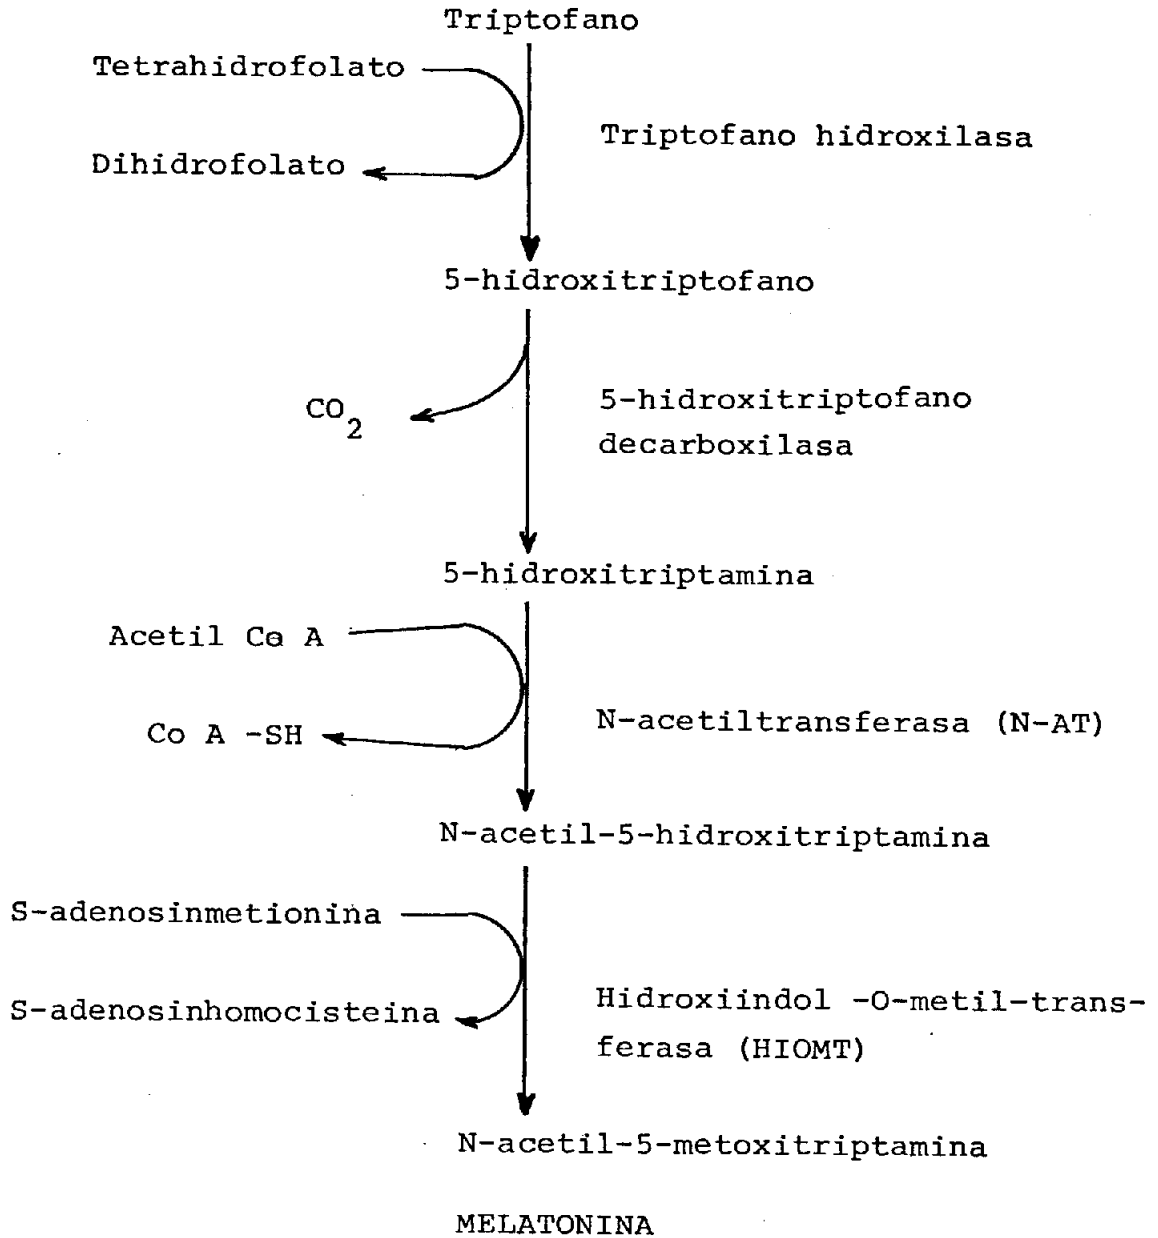 Triptofano
Tetrahidrofolato
Triptofano hidroxilasa
Dihidrofolato
5-hidroxitriptofano
CO2
5-hidroxitriptofano
decarboxilasa
5-hidroxitriptamina
Acetil Co A
Co A -SH
N-acetiltransferasa (N-AT)
N-acetil-5-hidroxitriptamina
S-adenosinmetionina
S-adenosinhomocisteina
Hidroxiindol -O-metil-trans-
ferasa (HIOMT)
N-acetil-5-metoxitriptamina
MELATONINA